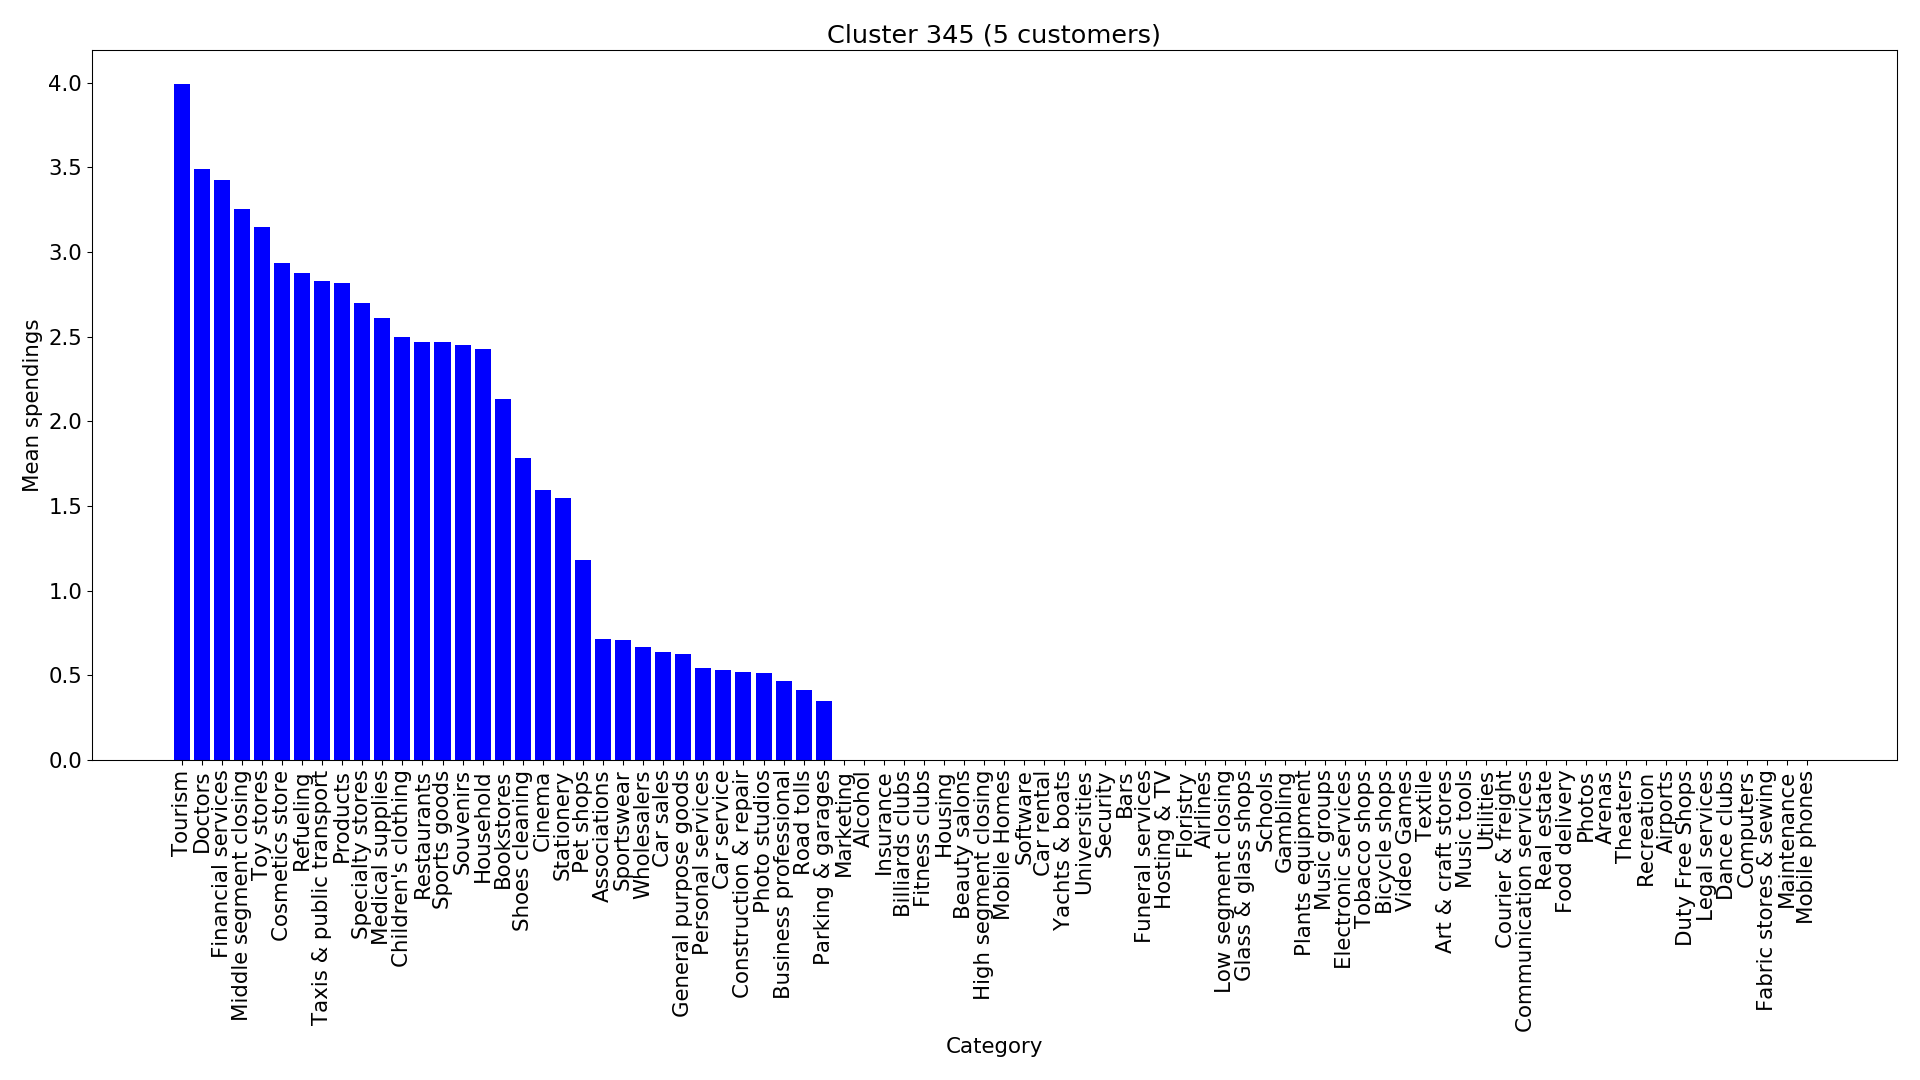 Cluster 345 (5 customers)
Mean spendings
4.0
3.5
3.0
2.5
2.0
1.5
1.0
0.5
0.0
Tourism
Doctors
Financial services
Middle segment closing
Toy stores
Cosmetics store
Refuelling
Taxis & public transport
Products
Specialty stores
Medical supplies
Children's clothing
Restaurants
Sports goods
Souvenirs
Household
Bookstores
Shoes cleaning
Cinema
Stationery
Pet shops
Associations
Sportswear
Wholesalers
Car sales
General purpose goods
Personal services
Car service
Construction & repair
Photo studios
Business professional
Road tolls
Parking & garages
Marketing
Alcohol
Insurance
Billiards clubs
Fitness clubs
Housing
Beauty salons
High segment closing
Mobile Homes
Software
Car rental
Yachts & boats
Universities
Security
Bars
Funeral services
Hosting & TV
Floristry
Airlines
Low segment closing
Glass & glass shops
Schools
Gambling
Plants equipment
Music groups
Electronic services
Tobacco shops
Bicycle shops
Video Games
Textile
Art & craft stores
Music tools
Utilities
Courier & freight
Communication services
Real estate
Food delivery
Photos
Arenas
Theaters
Recreation
Airports
Duty Free Shops
Legal services
Dance clubs
Computers
Fabric stores & sewing
Maintenance
Mobile phones
Category